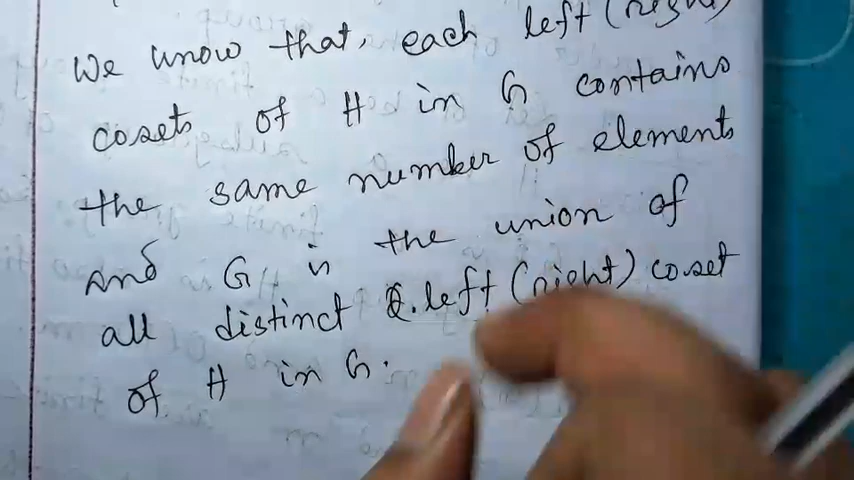 We know that, each left (right)
cosets of H in G contains
the same number of elements
and G is the union of
all distinct left (right) coset
of H in G.